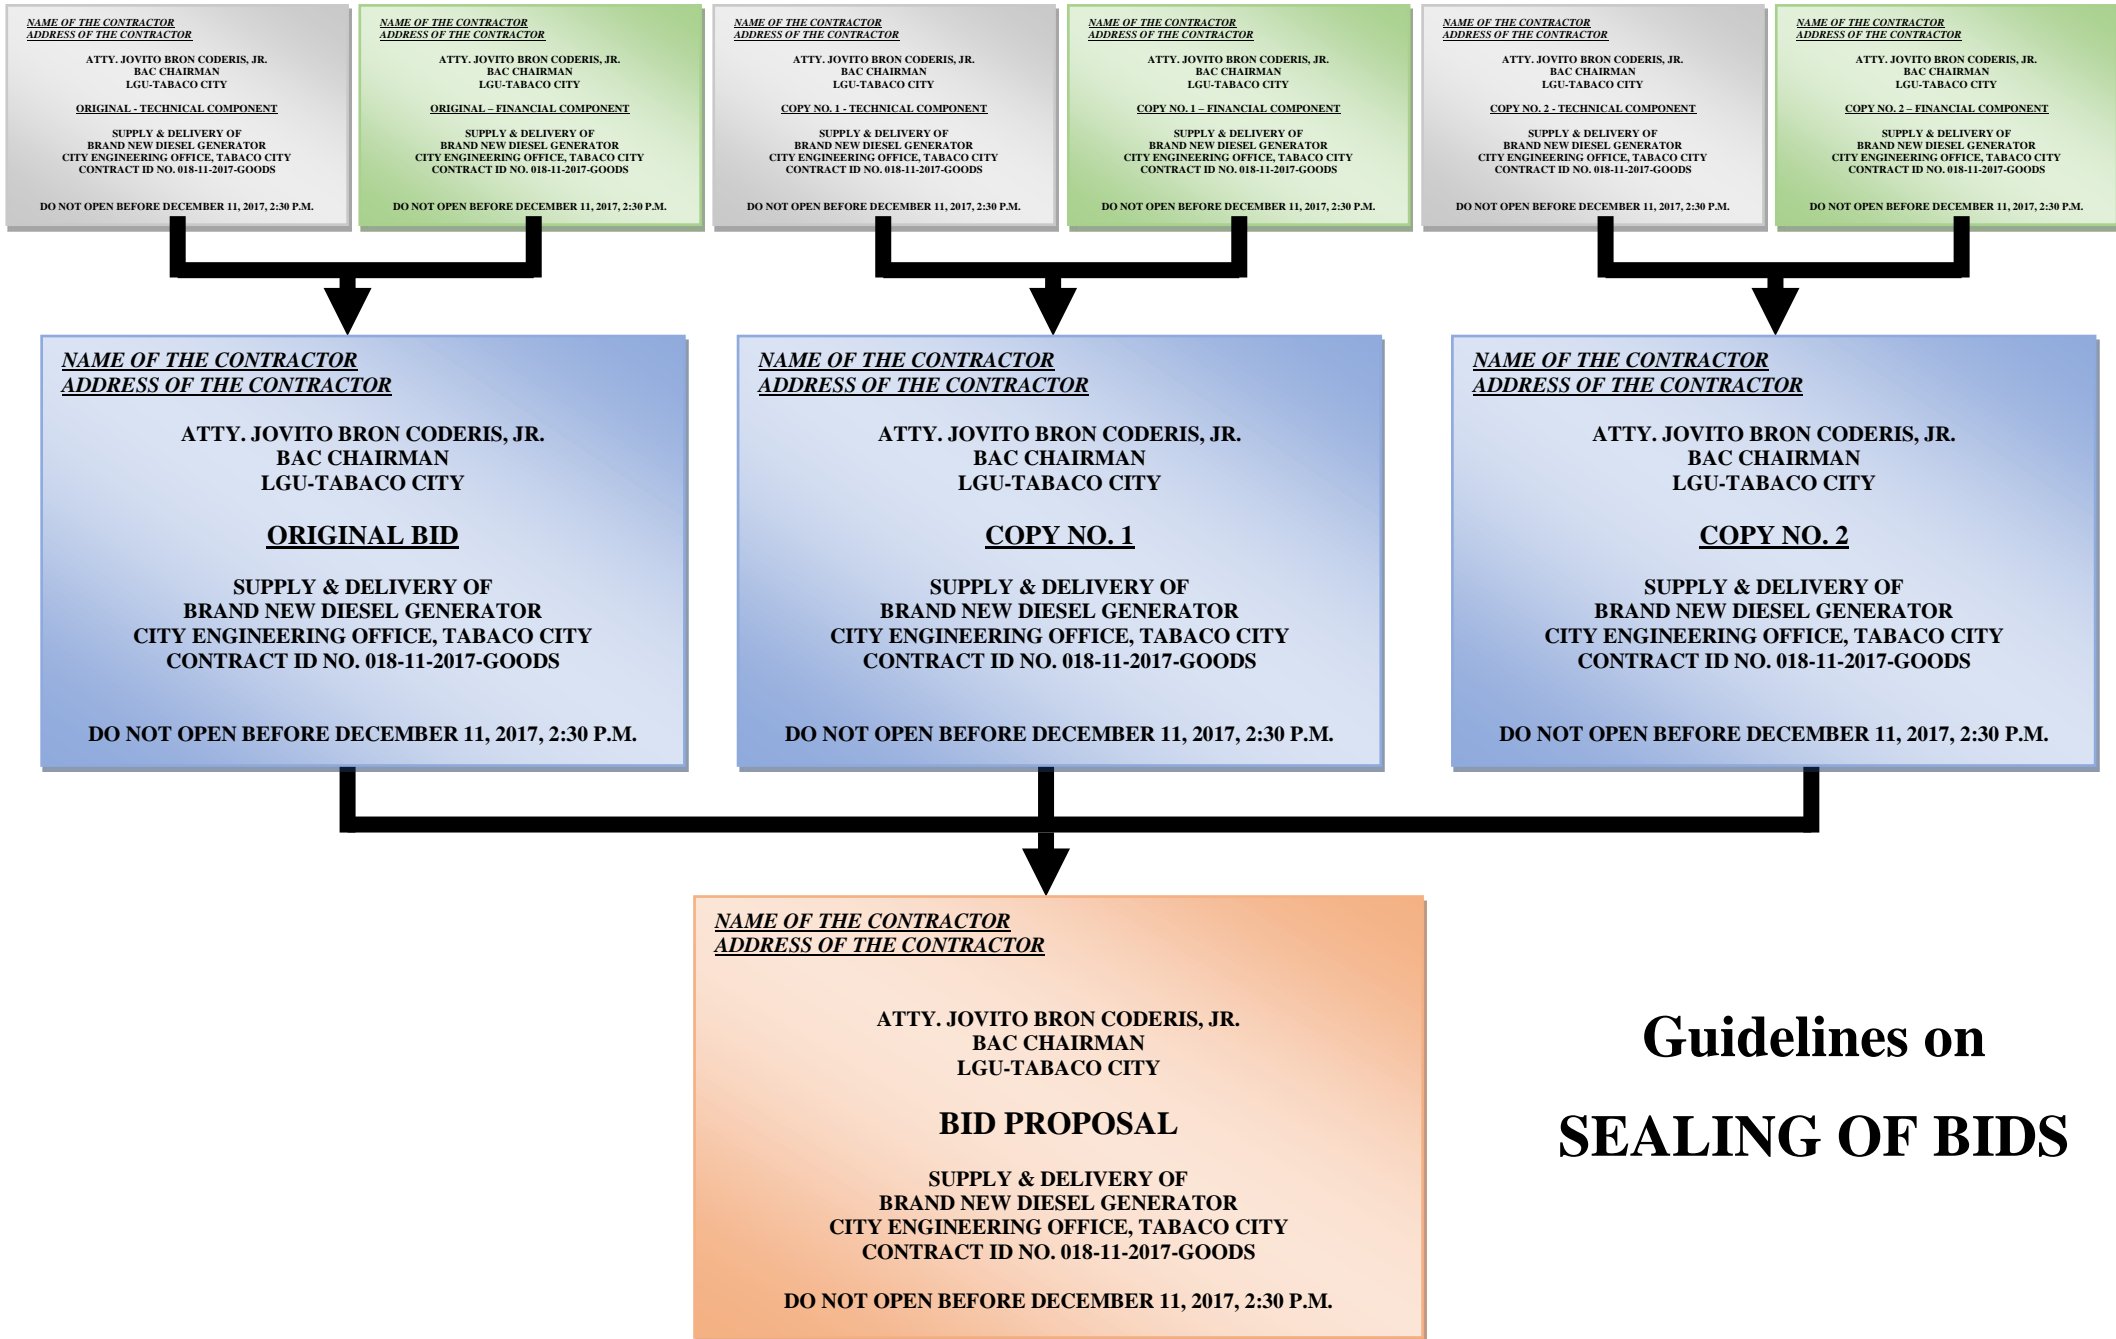 NAME OF THE CONTRACTOR
ADDRESS OF THE CONTRACTOR
ATTY. JOVITO BRON CODERIS, JR.
BAC CHAIRMAN
LGU-TABACO CITY
ORIGINAL - TECHNICAL COMPONENT
SUPPLY & DELIVERY OF
BRAND NEW DIESEL GENERATOR
CITY ENGINEERING OFFICE, TABACO CITY
CONTRACT ID NO. 018-11-2017-GOODS
DO NOT OPEN BEFORE DECEMBER 11, 2017, 2:30 P.M.
NAME OF THE CONTRACTOR
ADDRESS OF THE CONTRACTOR
ATTY. JOVITO BRON CODERIS, JR.
BAC CHAIRMAN
LGU-TABACO CITY
ORIGINAL – FINANCIAL COMPONENT
SUPPLY & DELIVERY OF
BRAND NEW DIESEL GENERATOR
CITY ENGINEERING OFFICE, TABACO CITY
CONTRACT ID NO. 018-11-2017-GOODS
DO NOT OPEN BEFORE DECEMBER 11, 2017, 2:30 P.M.
NAME OF THE CONTRACTOR
ADDRESS OF THE CONTRACTOR
ATTY. JOVITO BRON CODERIS, JR.
BAC CHAIRMAN
LGU-TABACO CITY
COPY NO. 1 - TECHNICAL COMPONENT
SUPPLY & DELIVERY OF
BRAND NEW DIESEL GENERATOR
CITY ENGINEERING OFFICE, TABACO CITY
CONTRACT ID NO. 018-11-2017-GOODS
DO NOT OPEN BEFORE DECEMBER 11, 2017, 2:30 P.M.
NAME OF THE CONTRACTOR
ADDRESS OF THE CONTRACTOR
ATTY. JOVITO BRON CODERIS, JR.
BAC CHAIRMAN
LGU-TABACO CITY
COPY NO. 1 – FINANCIAL COMPONENT
SUPPLY & DELIVERY OF
BRAND NEW DIESEL GENERATOR
CITY ENGINEERING OFFICE, TABACO CITY
CONTRACT ID NO. 018-11-2017-GOODS
DO NOT OPEN BEFORE DECEMBER 11, 2017, 2:30 P.M.
NAME OF THE CONTRACTOR
ADDRESS OF THE CONTRACTOR
ATTY. JOVITO BRON CODERIS, JR.
BAC CHAIRMAN
LGU-TABACO CITY
COPY NO. 2 - TECHNICAL COMPONENT
SUPPLY & DELIVERY OF
BRAND NEW DIESEL GENERATOR
CITY ENGINEERING OFFICE, TABACO CITY
CONTRACT ID NO. 018-11-2017-GOODS
DO NOT OPEN BEFORE DECEMBER 11, 2017, 2:30 P.M.
NAME OF THE CONTRACTOR
ADDRESS OF THE CONTRACTOR
ATTY. JOVITO BRON CODERIS, JR.
BAC CHAIRMAN
LGU-TABACO CITY
COPY NO. 2 – FINANCIAL COMPONENT
SUPPLY & DELIVERY OF
BRAND NEW DIESEL GENERATOR
CITY ENGINEERING OFFICE, TABACO CITY
CONTRACT ID NO. 018-11-2017-GOODS
DO NOT OPEN BEFORE DECEMBER 11, 2017, 2:30 P.M.
NAME OF THE CONTRACTOR
ADDRESS OF THE CONTRACTOR
ATTY. JOVITO BRON CODERIS, JR.
BAC CHAIRMAN
LGU-TABACO CITY
ORIGINAL BID
SUPPLY & DELIVERY OF
BRAND NEW DIESEL GENERATOR
CITY ENGINEERING OFFICE, TABACO CITY
CONTRACT ID NO. 018-11-2017-GOODS
DO NOT OPEN BEFORE DECEMBER 11, 2017, 2:30 P.M.
NAME OF THE CONTRACTOR
ADDRESS OF THE CONTRACTOR
ATTY. JOVITO BRON CODERIS, JR.
BAC CHAIRMAN
LGU-TABACO CITY
COPY NO. 1
SUPPLY & DELIVERY OF
BRAND NEW DIESEL GENERATOR
CITY ENGINEERING OFFICE, TABACO CITY
CONTRACT ID NO. 018-11-2017-GOODS
DO NOT OPEN BEFORE DECEMBER 11, 2017, 2:30 P.M.
NAME OF THE CONTRACTOR
ADDRESS OF THE CONTRACTOR
ATTY. JOVITO BRON CODERIS, JR.
BAC CHAIRMAN
LGU-TABACO CITY
COPY NO. 2
SUPPLY & DELIVERY OF
BRAND NEW DIESEL GENERATOR
CITY ENGINEERING OFFICE, TABACO CITY
CONTRACT ID NO. 018-11-2017-GOODS
DO NOT OPEN BEFORE DECEMBER 11, 2017, 2:30 P.M.
NAME OF THE CONTRACTOR
ADDRESS OF THE CONTRACTOR
ATTY. JOVITO BRON CODERIS, JR.
BAC CHAIRMAN
LGU-TABACO CITY
BID PROPOSAL
SUPPLY & DELIVERY OF
BRAND NEW DIESEL GENERATOR
CITY ENGINEERING OFFICE, TABACO CITY
CONTRACT ID NO. 018-11-2017-GOODS
DO NOT OPEN BEFORE DECEMBER 11, 2017, 2:30 P.M.
Guidelines on
SEALING OF BIDS